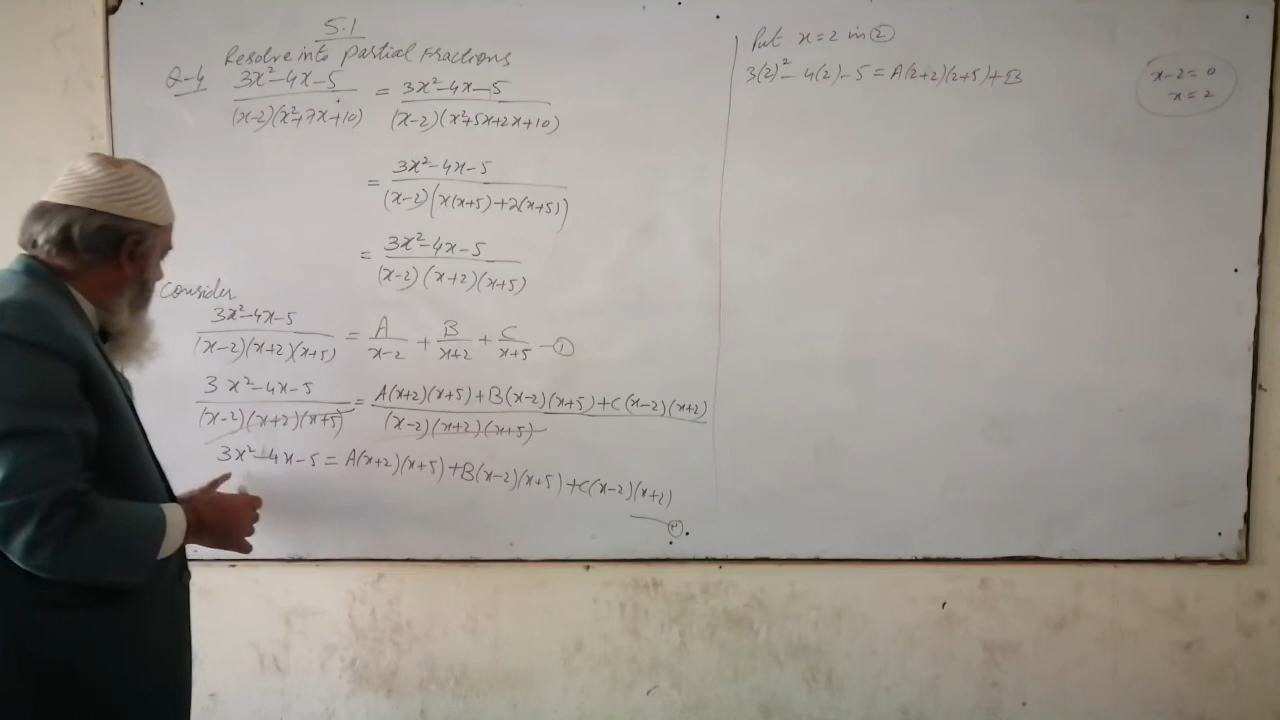 5.1
Resolve into Partial Fractions
Q-4 3x²-4x-5 / (x-2)(x²+7x+10) = 3x²-4x-5 / (x-2)(x²+5x+2x+10)
= 3x²-4x-5 / (x-2)(x(x+5)+2(x+5))
= 3x²-4x-5 / (x-2)(x+2)(x+5)
Consider
3x²-4x-5 / (x-2)(x+2)(x+5) = A / x-2 + B / x+2 + C / x+5 —①
3x²-4x-5 / (x-2)(x+2)(x+5) = A(x+2)(x+5)+B(x-2)(x+5)+C(x-2)(x+2) / (x-2)(x+2)(x+5)
3x²-4x-5 = A(x+2)(x+5)+B(x-2)(x+5)+C(x-2)(x+2)
—②
Put x=2 in ②
3(2)²-4(2)-5 = A(2+2)(2+5)+B
x-2=0
x=2